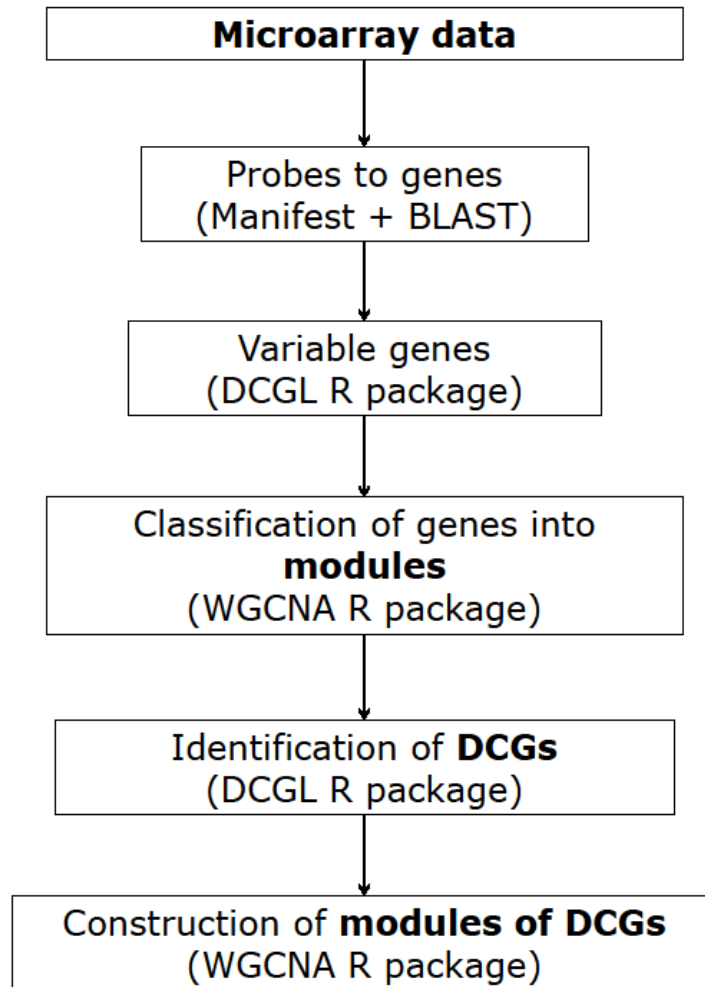 Microarray data
Probes to genes
(Manifest + BLAST)
Variable genes
(DCGL R package)
Classification of genes into
modules
(WGCNA R package)
Identification of DCGs
(DCGL R package)
Construction of modules of DCGs
(WGCNA R package)